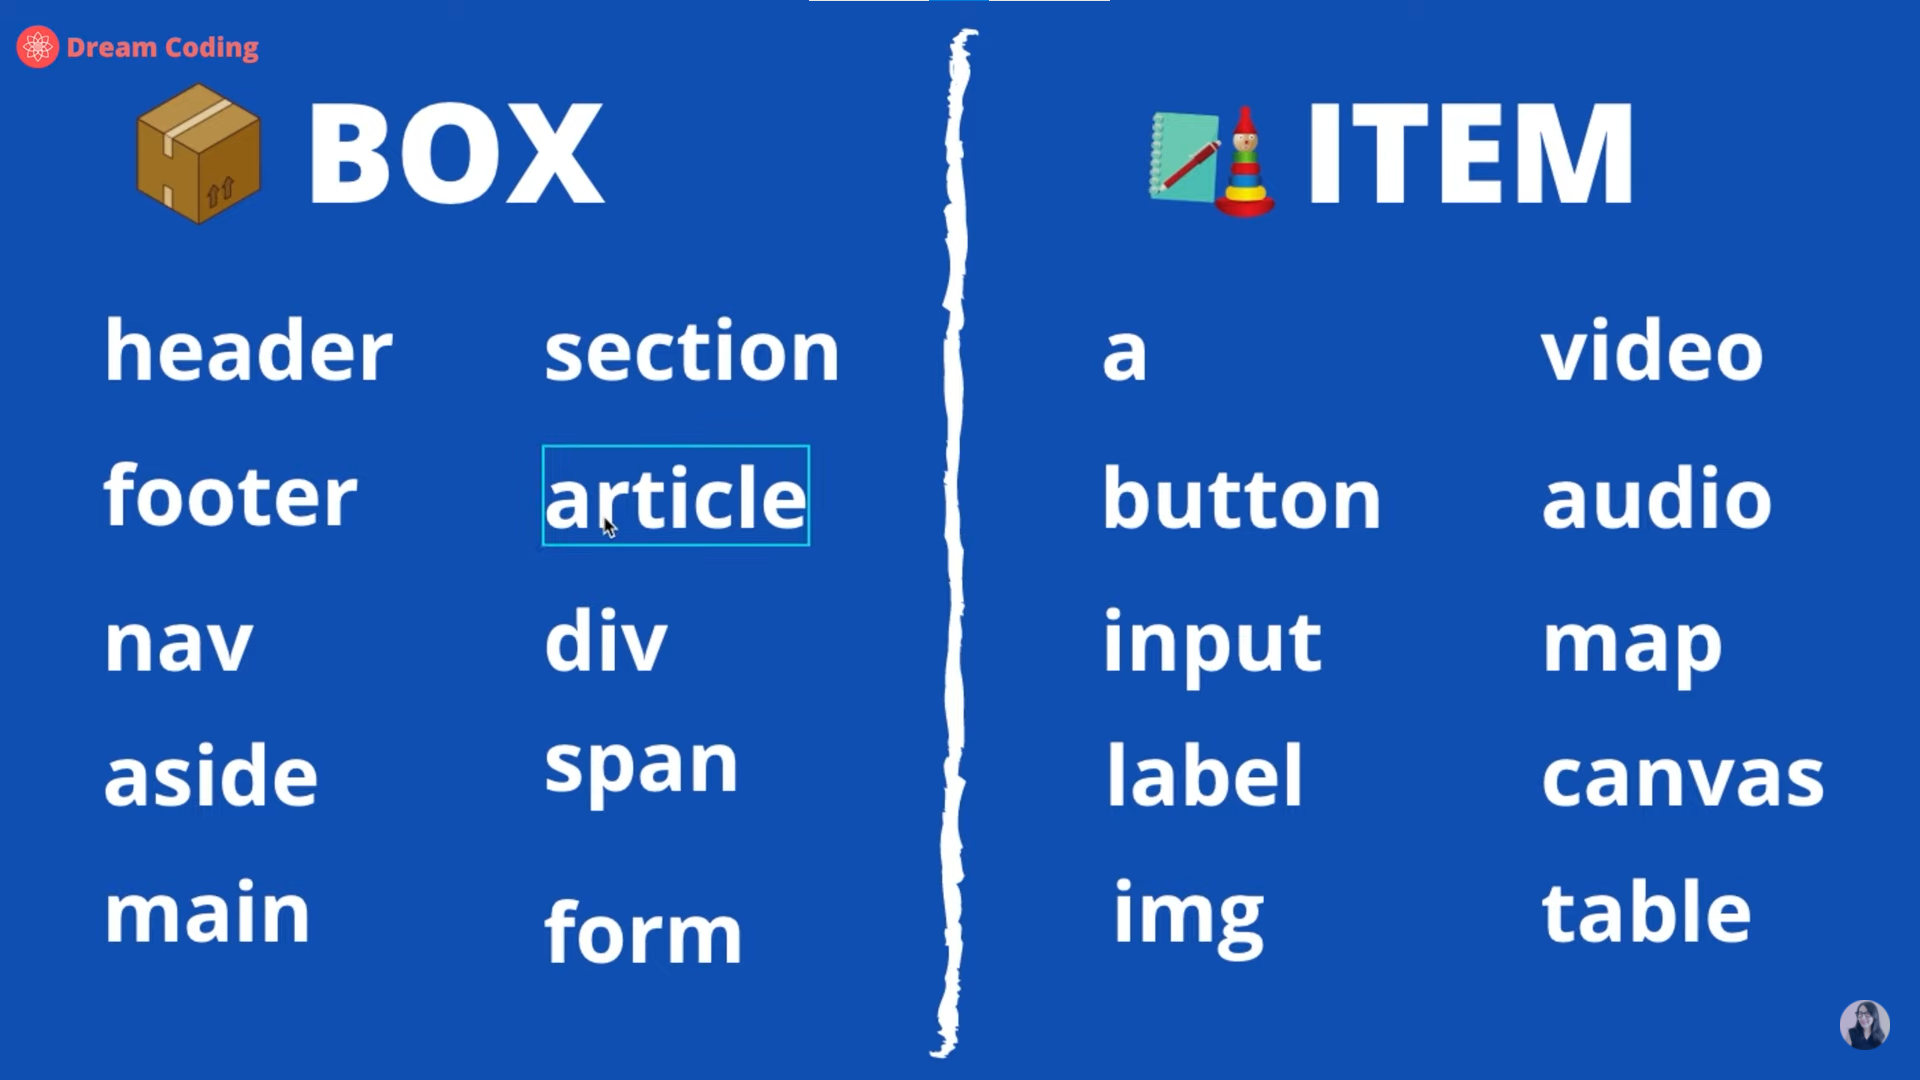 Dream Coding
BOX
header
footer
nav
aside
main
section
article
div
span
form
ITEM
a
button
input
label
img
video
audio
map
canvas
table